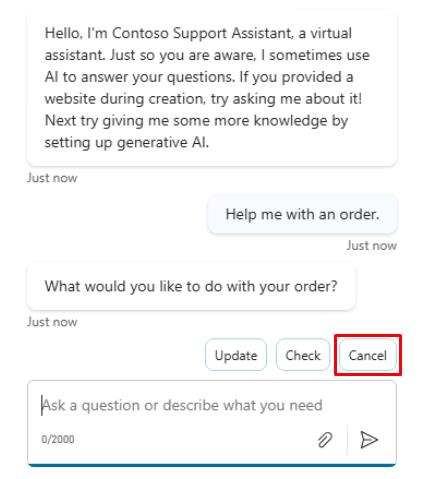 Hello, I'm Contoso Support Assistant, a virtual
assistant. Just so you are aware, I sometimes use
AI to answer your questions. If you provided a
website during creation, try asking me about it!
Next try giving me some more knowledge by
setting up generative AI.
Just now
Help me with an order.
Just now
What would you like to do with your order?
Just now
Update Check Cancel
Ask a question or describe what you need
0/2000